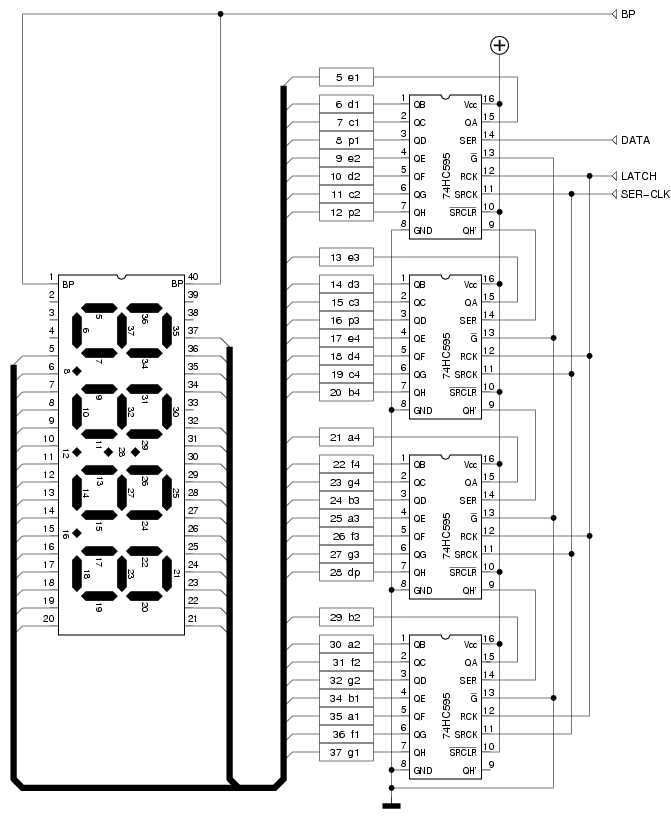 BP
5 e1
6 d1
7 c1
8 p1
9 e2
10 d2
11 c2
12 p2
1 QB Vcc 16
2 QC QA 15
3 QD SER 14
4 QE G 13
5 QF RCK 12
6 QG SRCK 11
7 QH SRCLR 10
8 GND QH' 9
74HC595
DATA
LATCH
SER-CLK
13 e3
14 d3
15 c3
16 p3
17 e4
18 d4
19 c4
20 b4
1 QB Vcc 16
2 QC QA 15
3 QD SER 14
4 QE G 13
5 QF RCK 12
6 QG SRCK 11
7 QH SRCLR 10
8 GND QH' 9
74HC595
21 a4
22 f4
23 g4
24 b3
25 a3
26 f3
27 g3
28 dp
1 QB Vcc 16
2 QC QA 15
3 QD SER 14
4 QE G 13
5 QF RCK 12
6 QG SRCK 11
7 QH SRCLR 10
8 GND QH' 9
74HC595
29 b2
30 a2
31 f2
32 g2
34 b1
35 a1
36 f1
37 g1
1 QB Vcc 16
2 QC QA 15
3 QD SER 14
4 QE G 13
5 QF RCK 12
6 QG SRCK 11
7 QH SRCLR 10
8 GND QH' 9
74HC595
1 BP BP 40
2 39
3 38
4 37
5 36
6 35
7 34
8 33
9 32
10 31
11 30
12 29
13 28
14 27
15 26
16 25
17 24
18 23
19 22
20 21
5 36
6 37 35
7 34
8
9 31
10 32 30
11 29
12 28
13 26
14 27 25
15 24
16
17 22
18 23 21
19 20